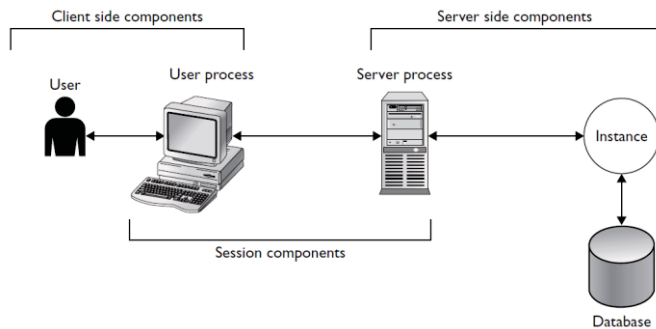 Client side components
Server side components
User
User process
Server process
Instance
Session components
Database